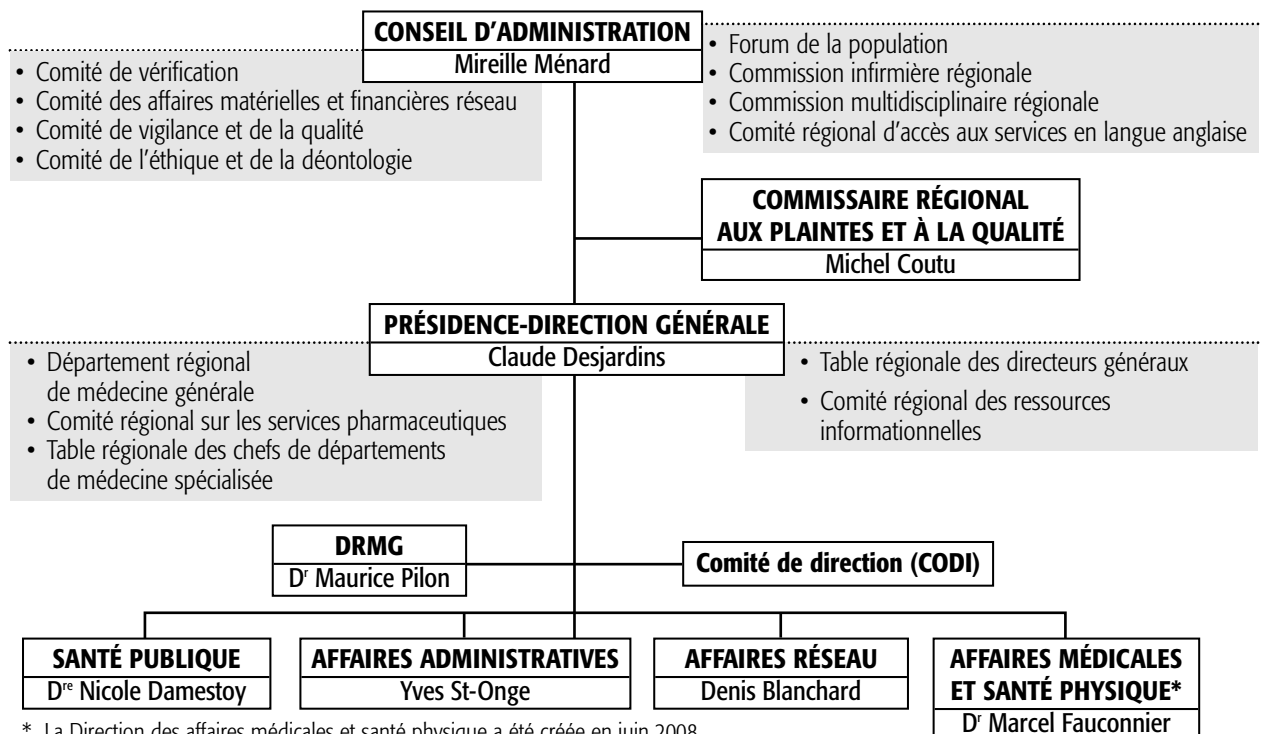 CONSEIL D'ADMINISTRATION
Mireille Ménard
• Comité de vérification
• Comité des affaires matérielles et financières réseau
• Comité de vigilance et de la qualité
• Comité de l'éthique et de la déontologie
• Forum de la population
• Commission infirmière régionale
• Commission multidisciplinaire régionale
• Comité régional d'accès aux services en langue anglaise
COMMISSAIRE RÉGIONAL
AUX PLAINTES ET À LA QUALITÉ
Michel Coutu
PRÉSIDENCE-DIRECTION GÉNÉRALE
Claude Desjardins
• Département régional
de médecine générale
• Comité régional sur les services pharmaceutiques
• Table régionale des chefs de départements
de médecine spécialisée
• Table régionale des directeurs généraux
• Comité régional des ressources
informationnelles
DRMG
Dr Maurice Pilon
Comité de direction (CODI)
SANTÉ PUBLIQUE
Dre Nicole Damestoy
AFFAIRES ADMINISTRATIVES
Yves St-Onge
AFFAIRES RÉSEAU
Denis Blanchard
AFFAIRES MÉDICALES
ET SANTÉ PHYSIQUE*
Dr Marcel Fauconnier
* La Direction des affaires médicales et santé physique a été créée en juin 2008